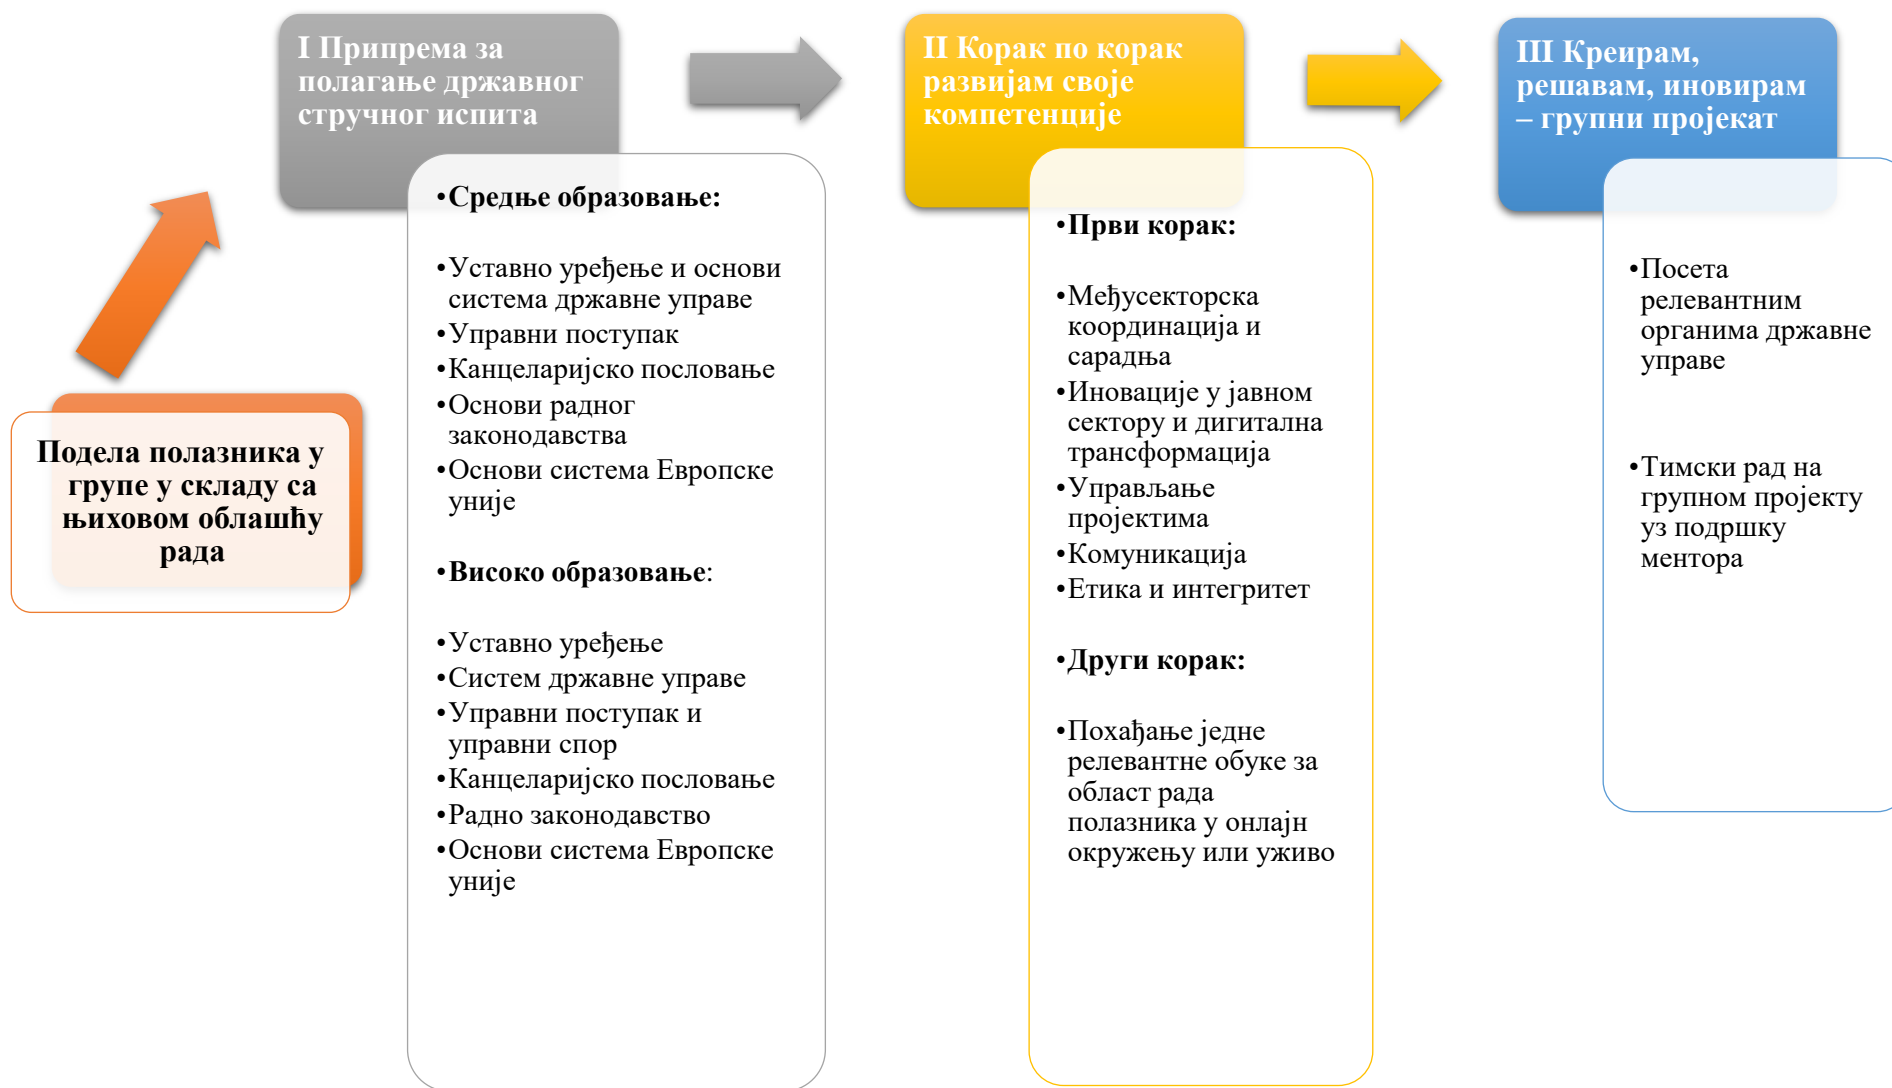 Подела полазника у
групе у складу са
њиховом облашћу
рада
I Припрема за
полагање државног
стручног испита
•Средње образовање:
•Уставно уређење и основи
система државне управе
•Управни поступак
•Канцеларијско пословање
•Основи радног
законодавства
•Основи система Европске
уније
•Високо образовање:
•Уставно уређење
•Систем државне управе
•Управни поступак и
управни спор
•Канцеларијско пословање
•Радно законодавство
•Основи система Европске
уније
II Корак по корак
развијам своје
компетенције
•Први корак:
•Међусекторска
координација и
сарадња
•Иновације у јавном
сектору и дигитална
трансформација
•Управљање
пројектима
•Комуникација
•Етика и интегритет
•Други корак:
•Похађање једне
релевантне обуке за
област рада
полазника у онлајн
окружењу или уживо
III Креирам,
решавам, иновирам
– групни пројекат
•Посета
релевантним
органима државне
управе
•Тимски рад на
групном пројекту
уз подршку
ментора